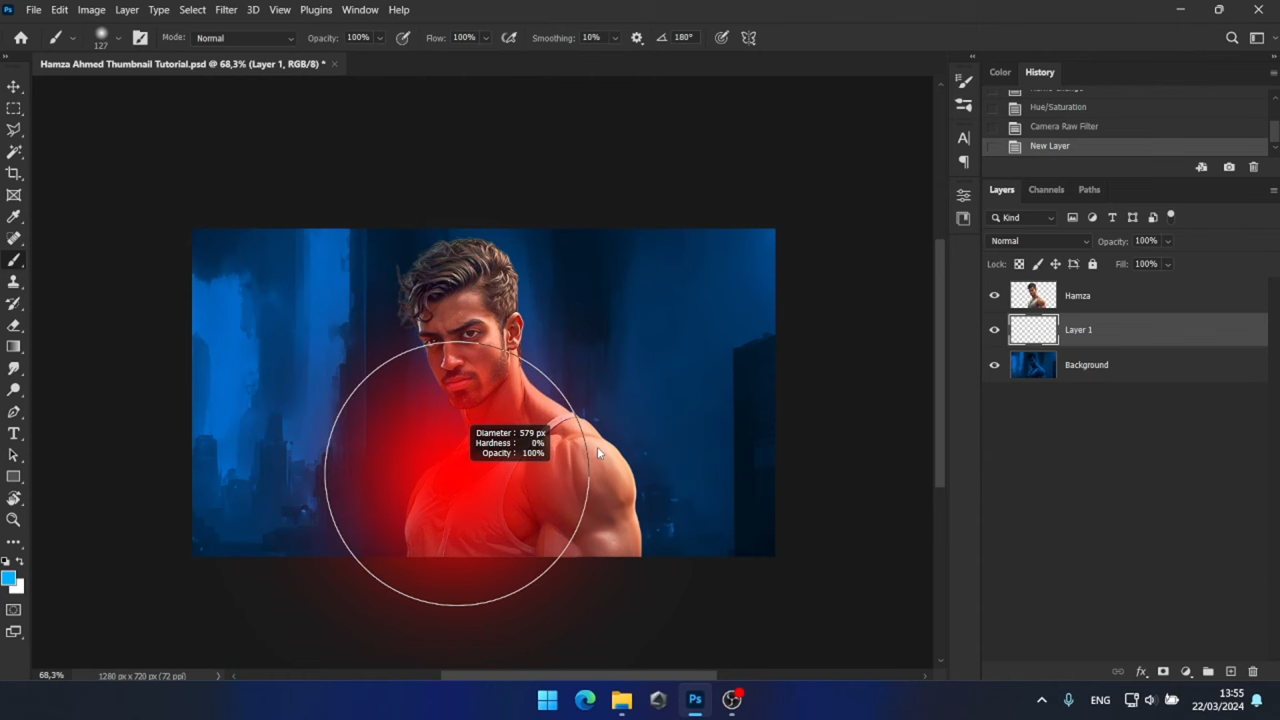 Ps File Edit Image Layer Type Select Filter 3D View Plugins Window Help
127 Mode: Normal Opacity: 100% Flow: 100% Smoothing: 10% 180°
Hamza Ahmed Thumbnail Tutorial.psd @ 68,3% (Layer 1, RGB/8) *
Color History
Hue/Saturation
Camera Raw Filter
New Layer
Layers Channels Paths
Kind
Normal Opacity: 100%
Lock: Fill: 100%
Hamza
Layer 1
Background
Diameter: 579 px
Hardness: 0%
Opacity: 100%
68,3% 1280 px x 720 px (72 ppi)
Ps ENG 13:55
22/03/2024